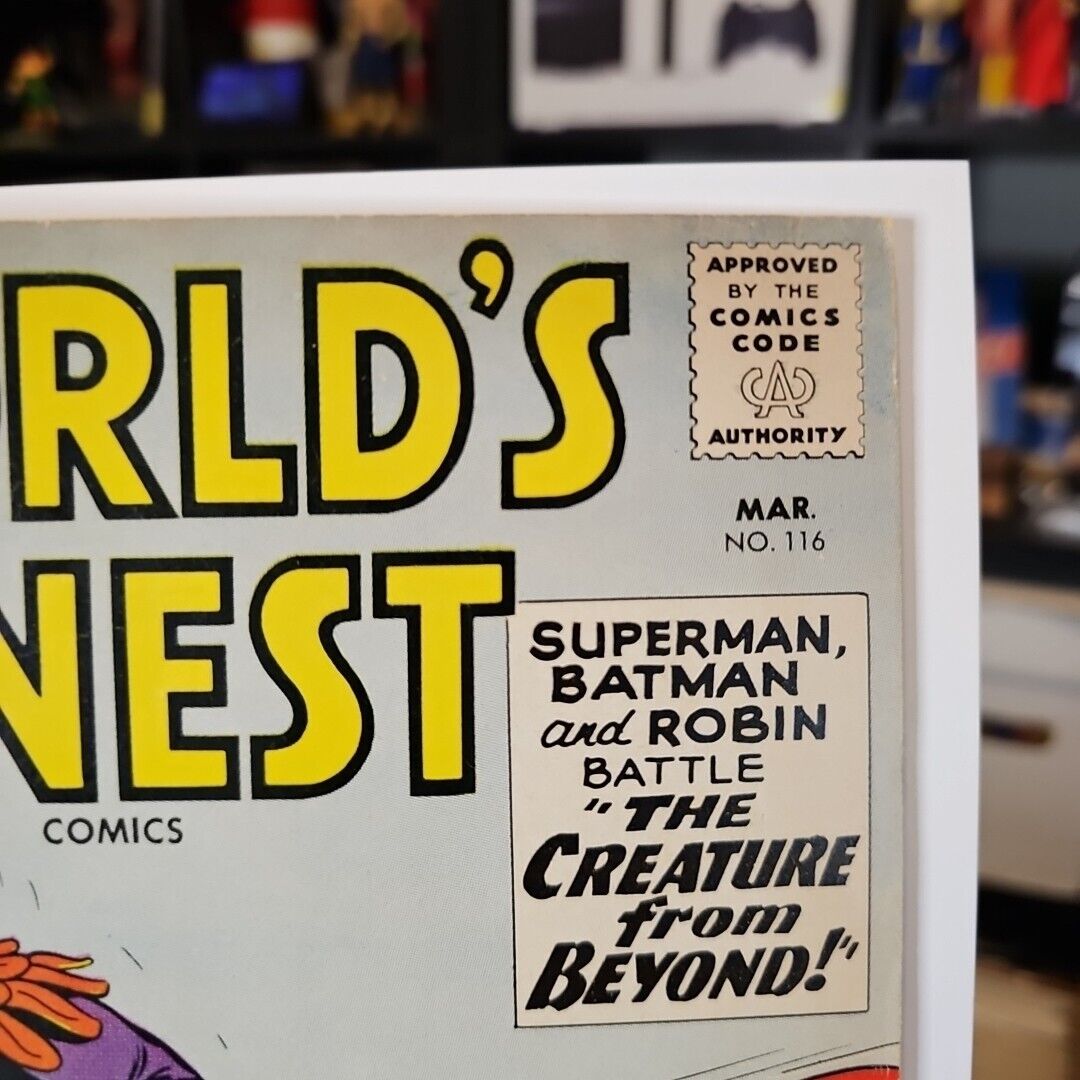 RLD'S
NEST
COMICS
APPROVED
BY THE
COMICS
CODE
CA
AUTHORITY
MAR.
NO. 116
SUPERMAN,
BATMAN
and ROBIN
BATTLE
"THE
CREATURE
from
BEYOND!"